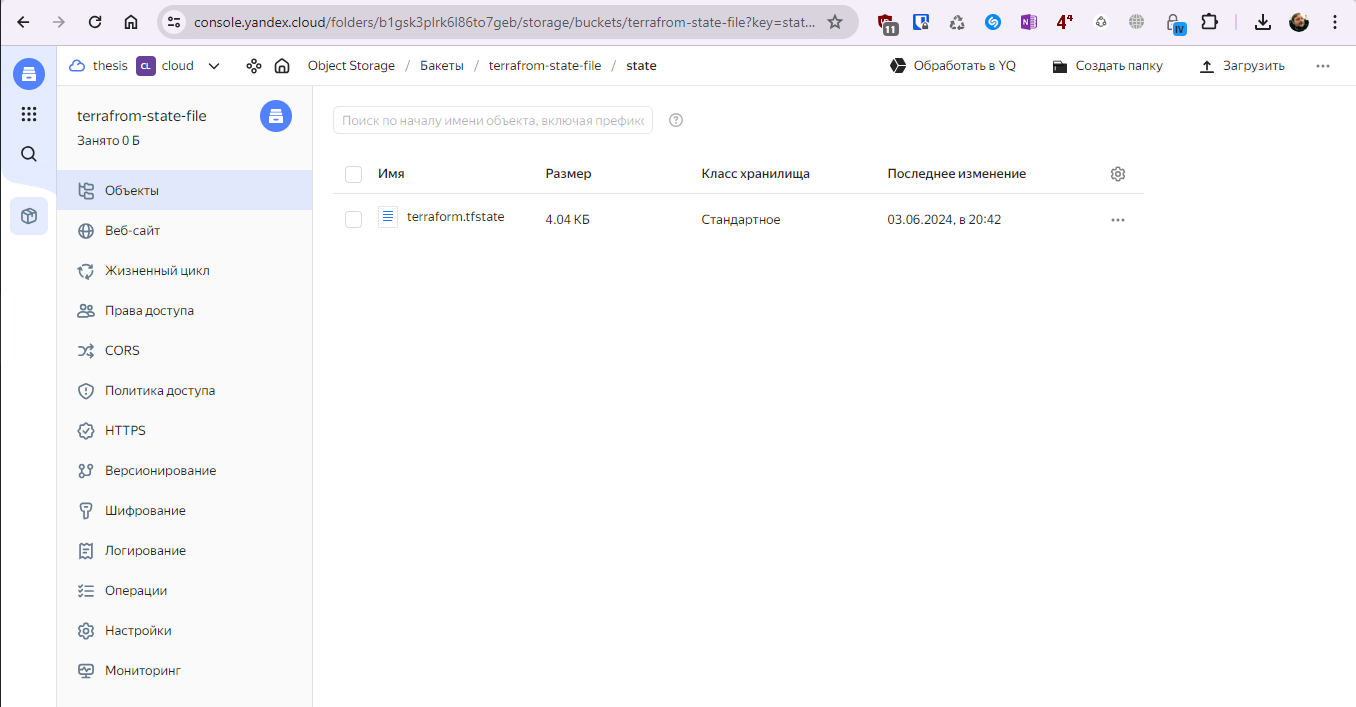 console.yandex.cloud/folders/b1gsk3plrk6l86to7geb/storage/buckets/terrafrom-state-file?key=stat...
11
4⁴
IV
thesis CL cloud Object Storage / Бакеты / terrafrom-state-file / state
Обработать в YQ Создать папку Загрузить
terrafrom-state-file
Занято 0 Б
Объекты
Веб-сайт
Жизненный цикл
Права доступа
CORS
Политика доступа
HTTPS
Версионирование
Шифрование
Логирование
Операции
Настройки
Мониторинг
Поиск по началу имени объекта, включая префикс
Имя Размер Класс хранилища Последнее изменение
terraform.tfstate 4.04 КБ Стандартное 03.06.2024, в 20:42